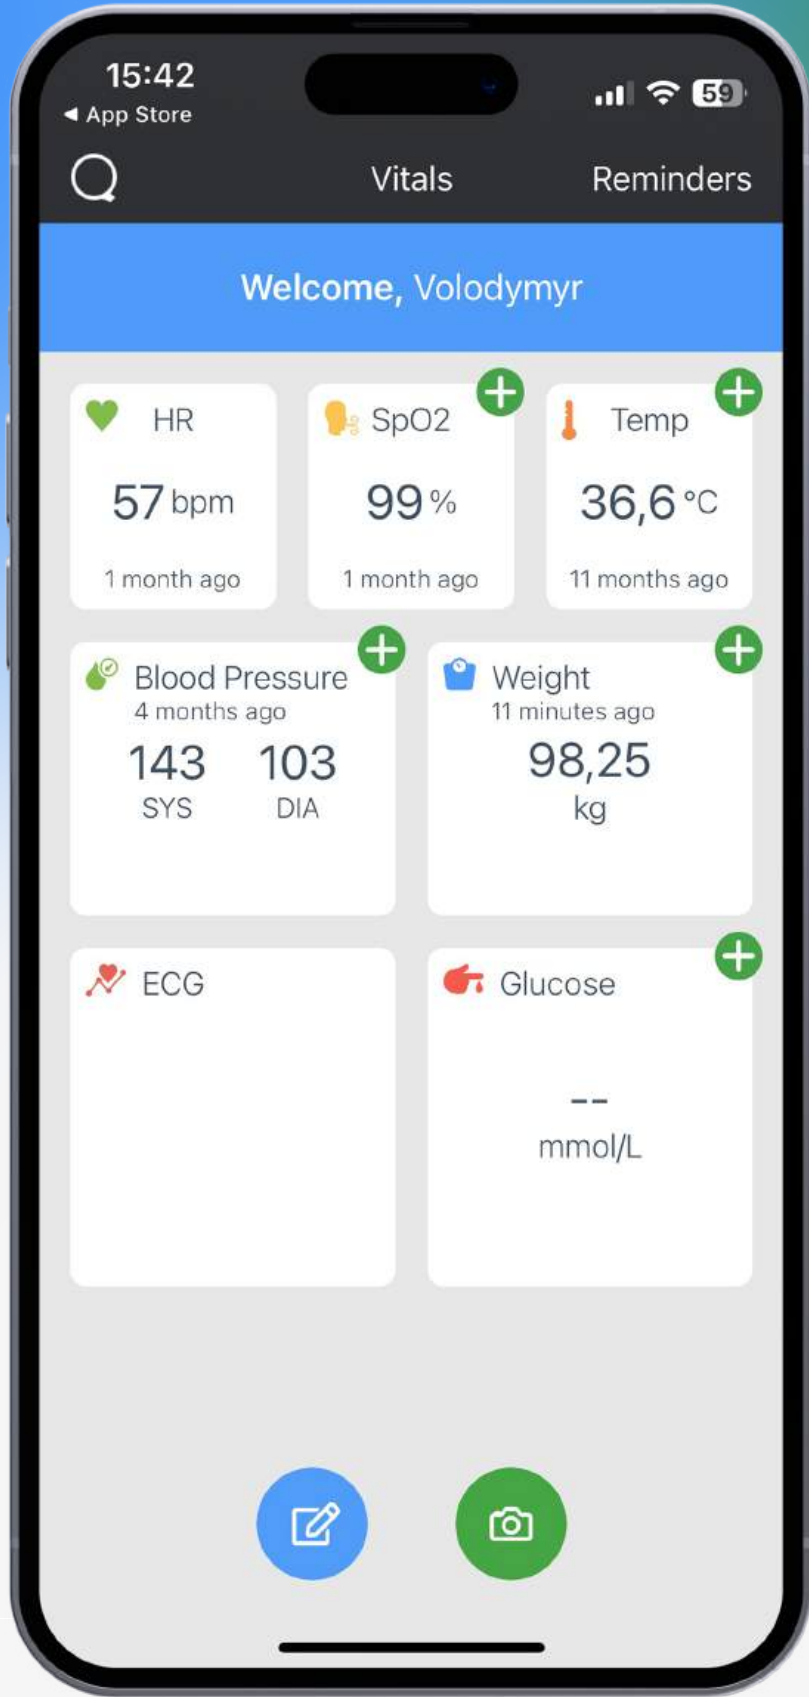 15:42
59
◀ App Store
Vitals
Reminders
Welcome, Volodymyr
HR
57 bpm
1 month ago
SpO2
99 %
1 month ago
Temp
36,6 °C
11 months ago
Blood Pressure
4 months ago
143 103
SYS DIA
Weight
11 minutes ago
98,25
kg
ECG
Glucose
--
mmol/L